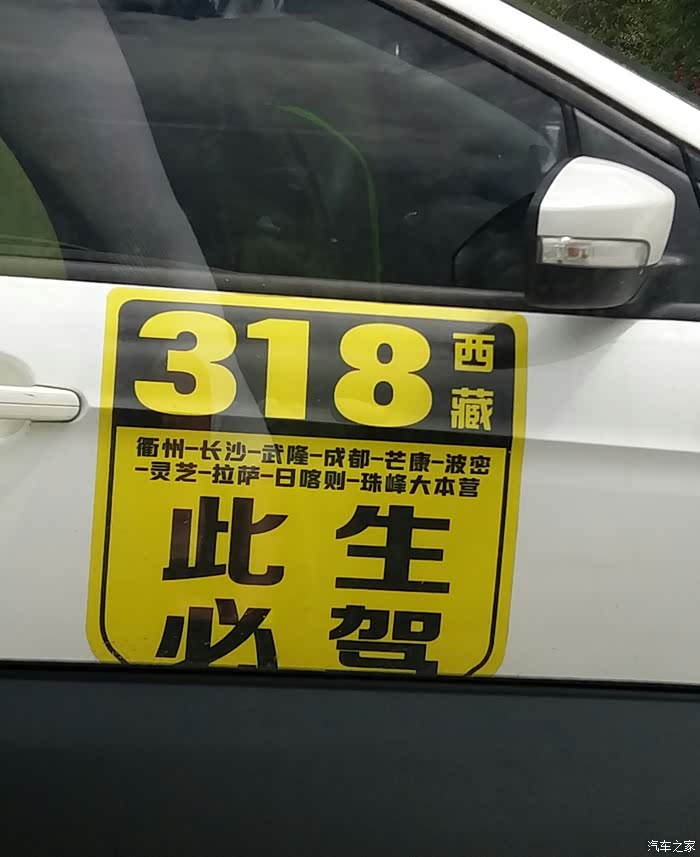 318 西藏
衢州-长沙-武隆-成都-芒康-波密
-灵芝-拉萨-日喀则-珠峰大本营
此生
必驾
汽车之家